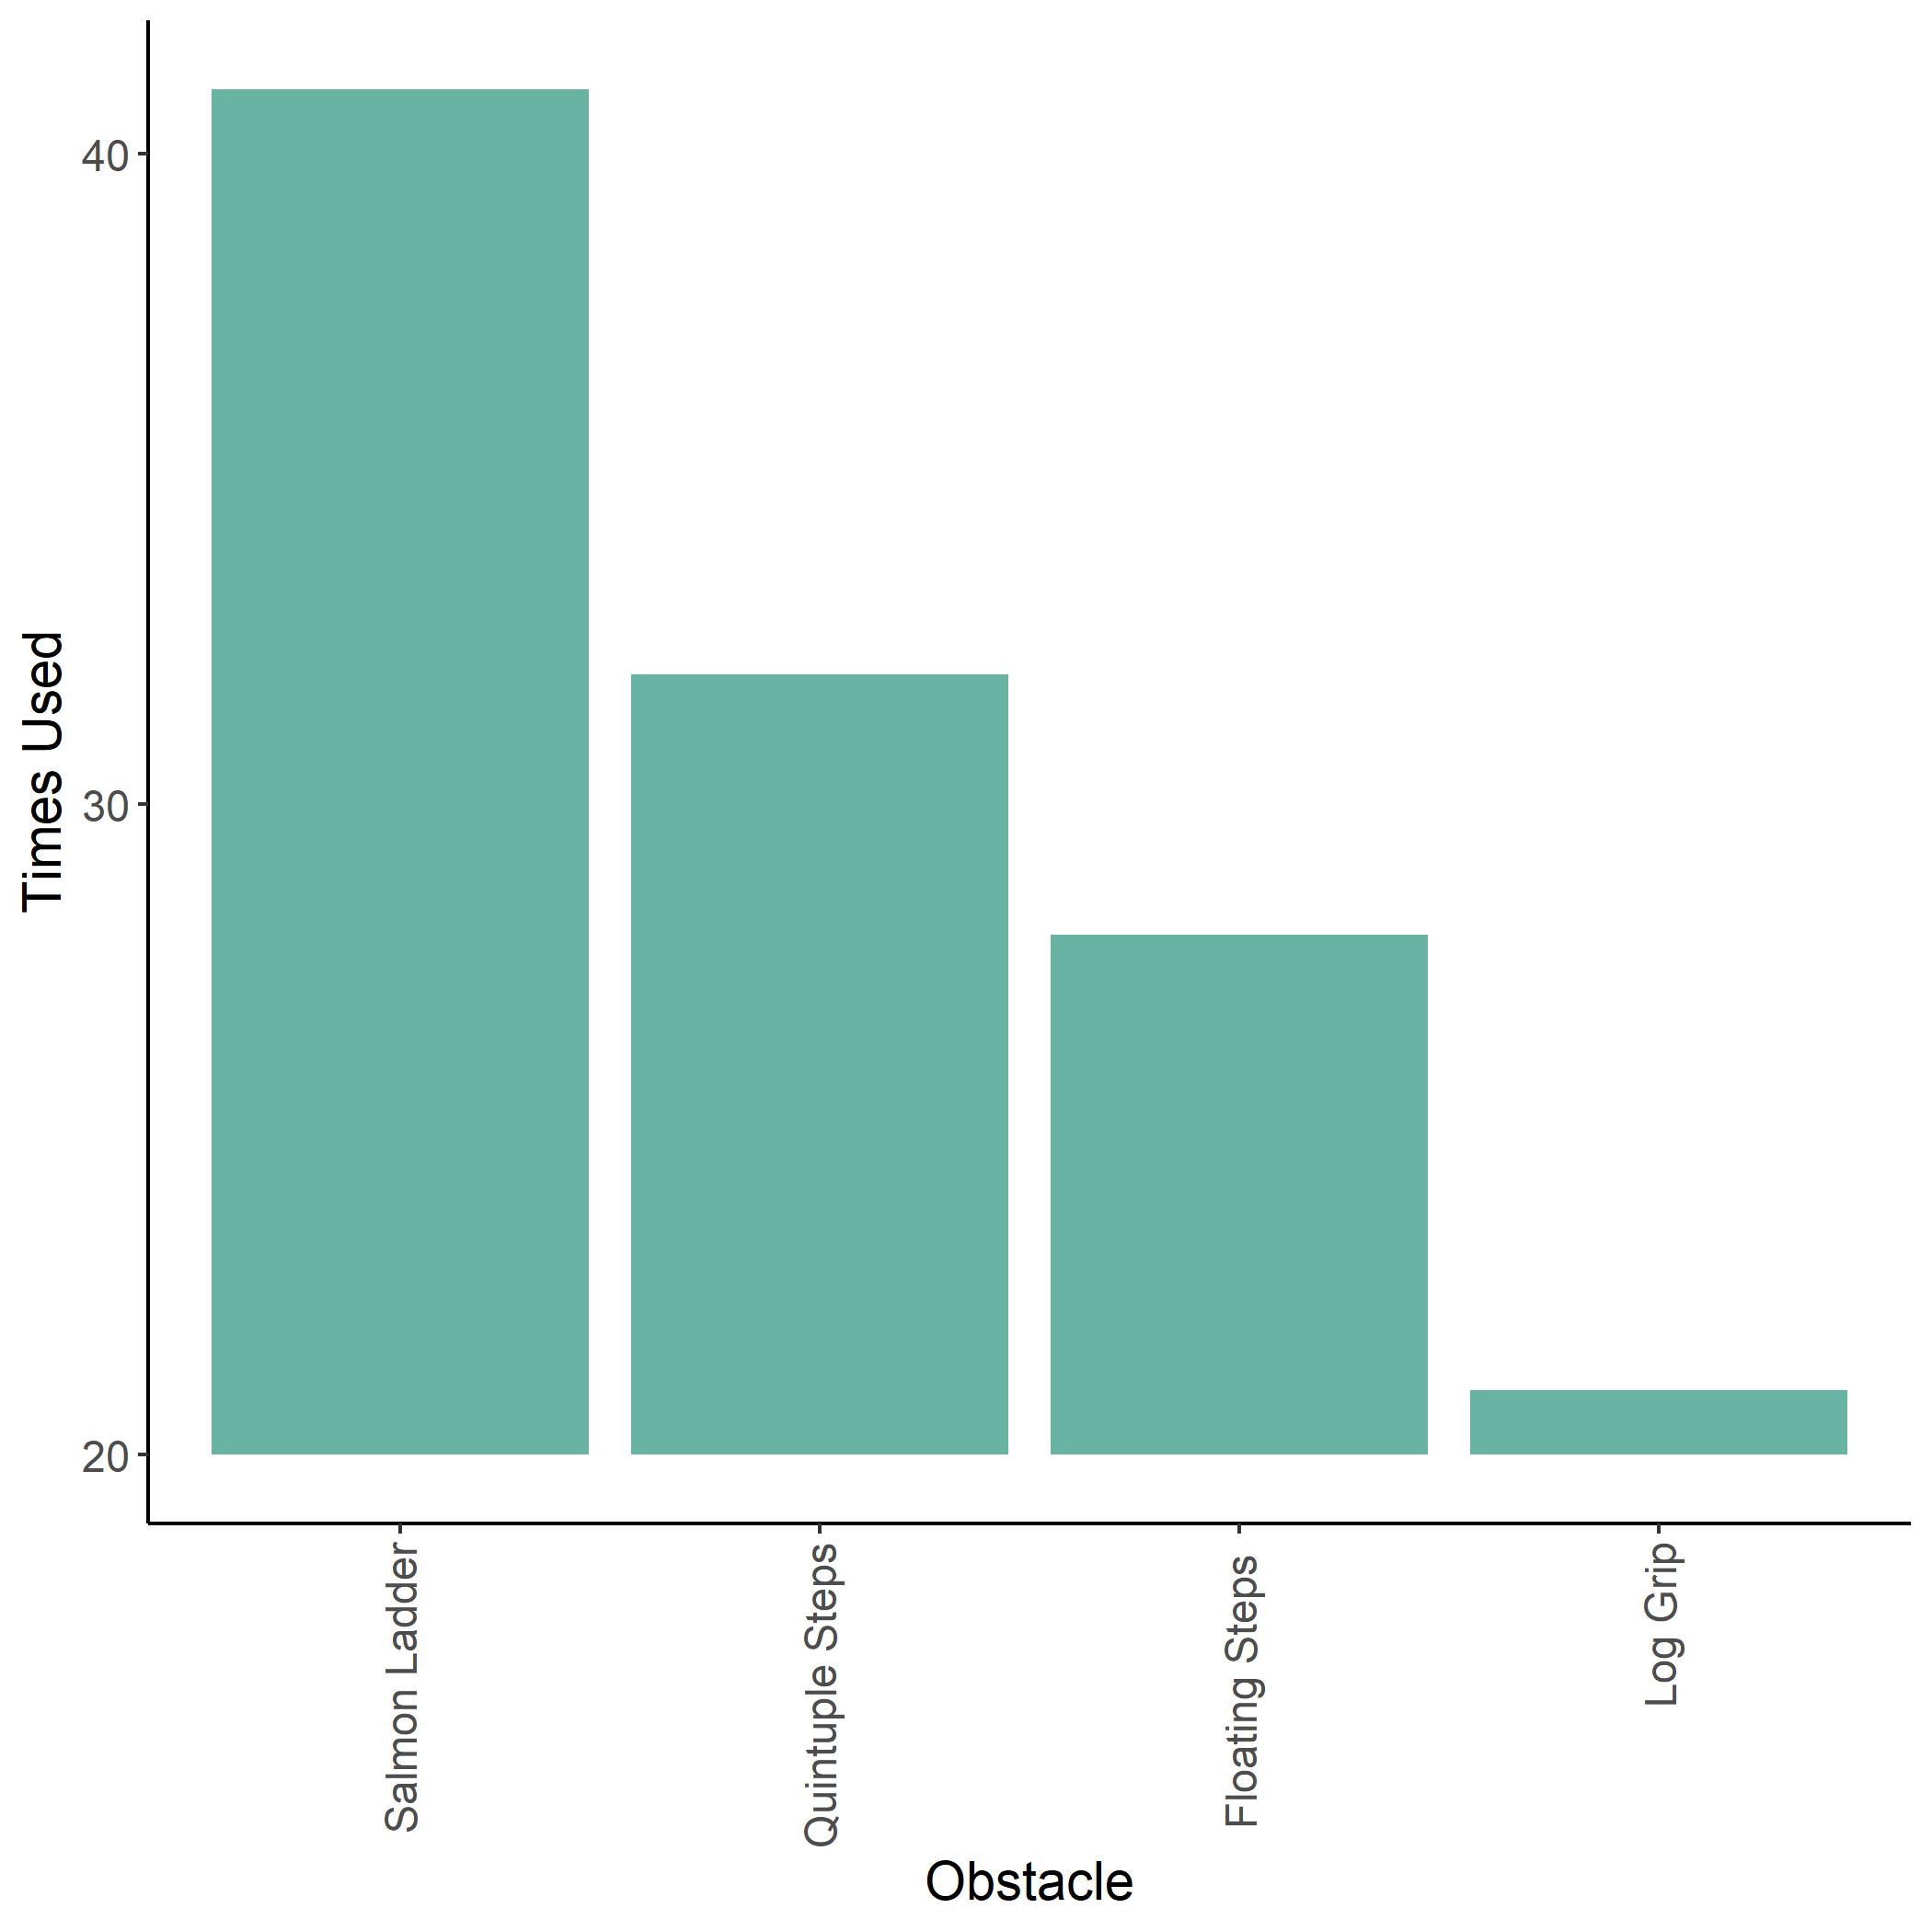 Times Used
40
30
20
Salmon Ladder
Quintuple Steps
Floating Steps
Log Grip
Obstacle